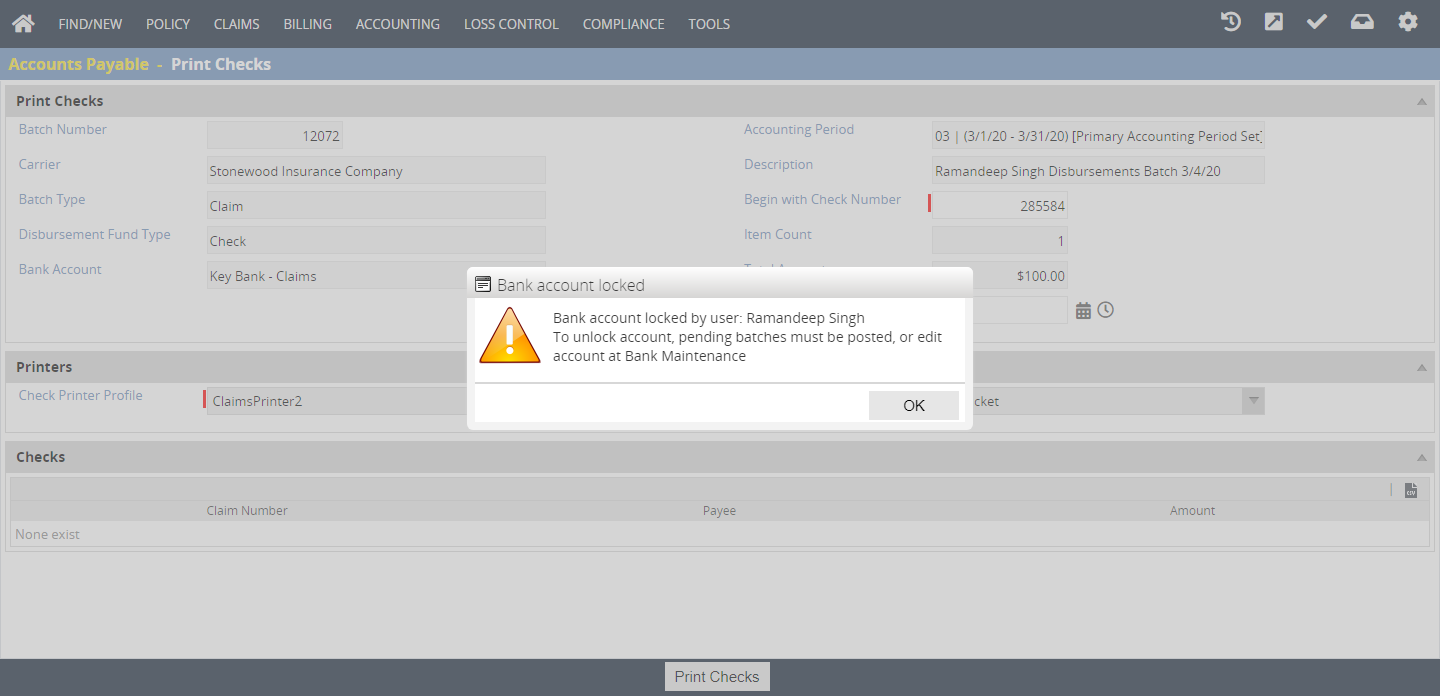 FIND/NEW POLICY CLAIMS BILLING ACCOUNTING LOSS CONTROL COMPLIANCE TOOLS
Accounts Payable - Print Checks
Print Checks
Batch Number 12072 Accounting Period 03 | (3/1/20 - 3/31/20) [Primary Accounting Period Set]
Carrier Stonewood Insurance Company Description Ramandeep Singh Disbursements Batch 3/4/20
Batch Type Claim Begin with Check Number 285584
Disbursement Fund Type Check Item Count 1
Bank Account Key Bank - Claims $100.00
Bank account locked
Bank account locked by user: Ramandeep Singh
To unlock account, pending batches must be posted, or edit
account at Bank Maintenance
OK
Printers
Check Printer Profile ClaimsPrinter2 cket
Checks
CSV
Claim Number Payee Amount
None exist
Print Checks